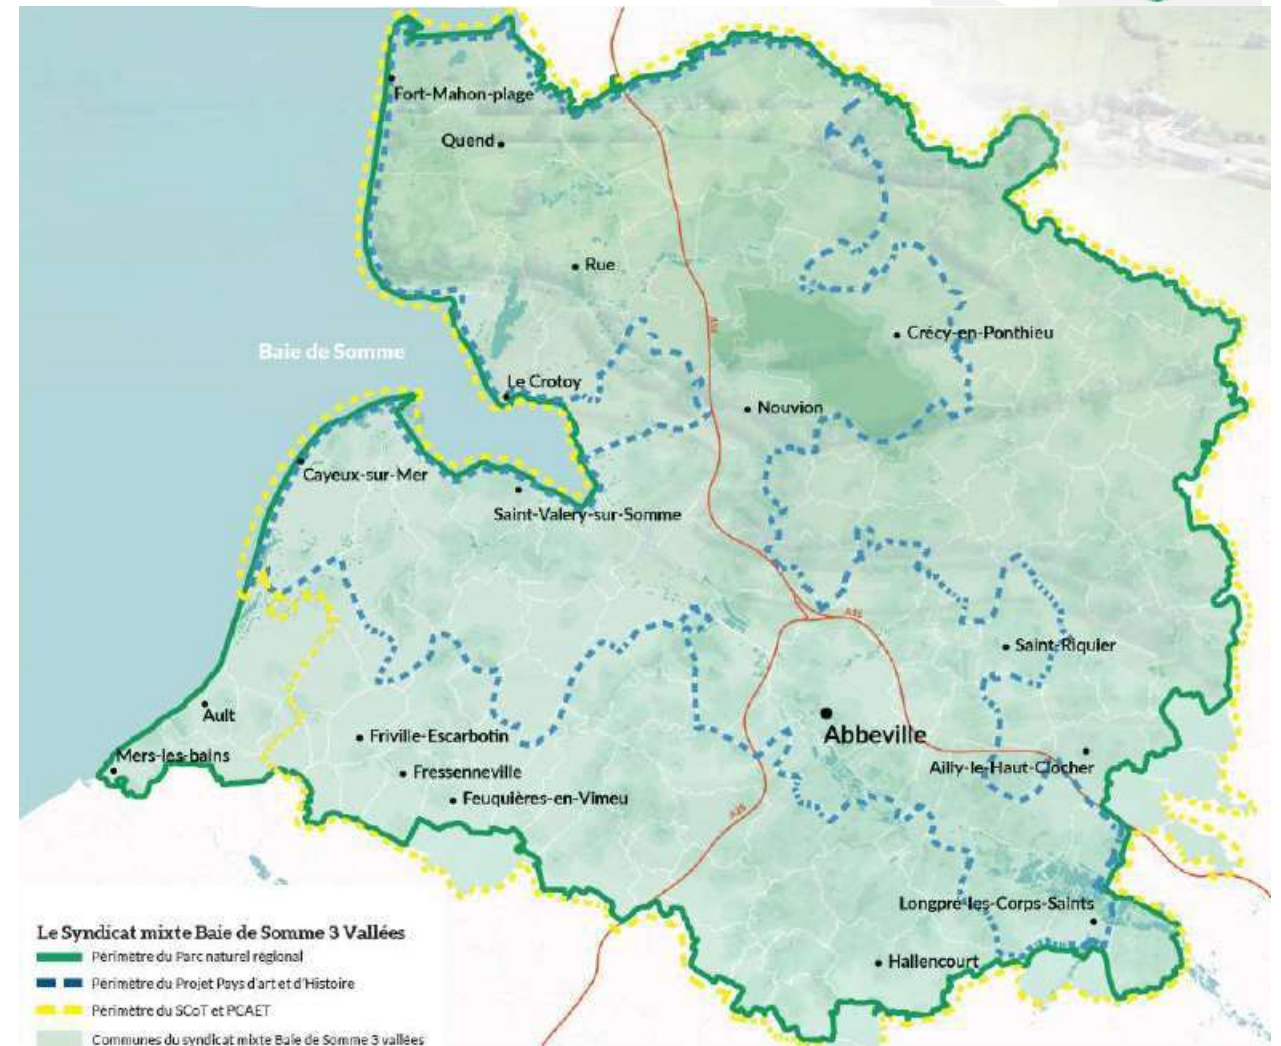 Fort-Mahon-plage
Quend
Rue
Crécy-en-Ponthieu
Baie de Somme
Le Crotoy
Nouvion
Cayeux-sur-Mer
Saint-Valery-sur-Somme
Saint-Riquier
Ault
Abbeville
Friville-Escarbotin
Mers-les-bains
Ailly-le-Haut-Clocher
Fressenneville
Feuquières-en-Vimeu
A28
Longpré-les-Corps-Saints
Hallencourt
Le Syndicat mixte Baie de Somme 3 Vallées
Périmètre du Parc naturel régional
Périmètre du Projet Pays d'art et d'Histoire
Périmètre du SCoT et PCAET
Communes du syndicat mixte Baie de Somme 3 vallées